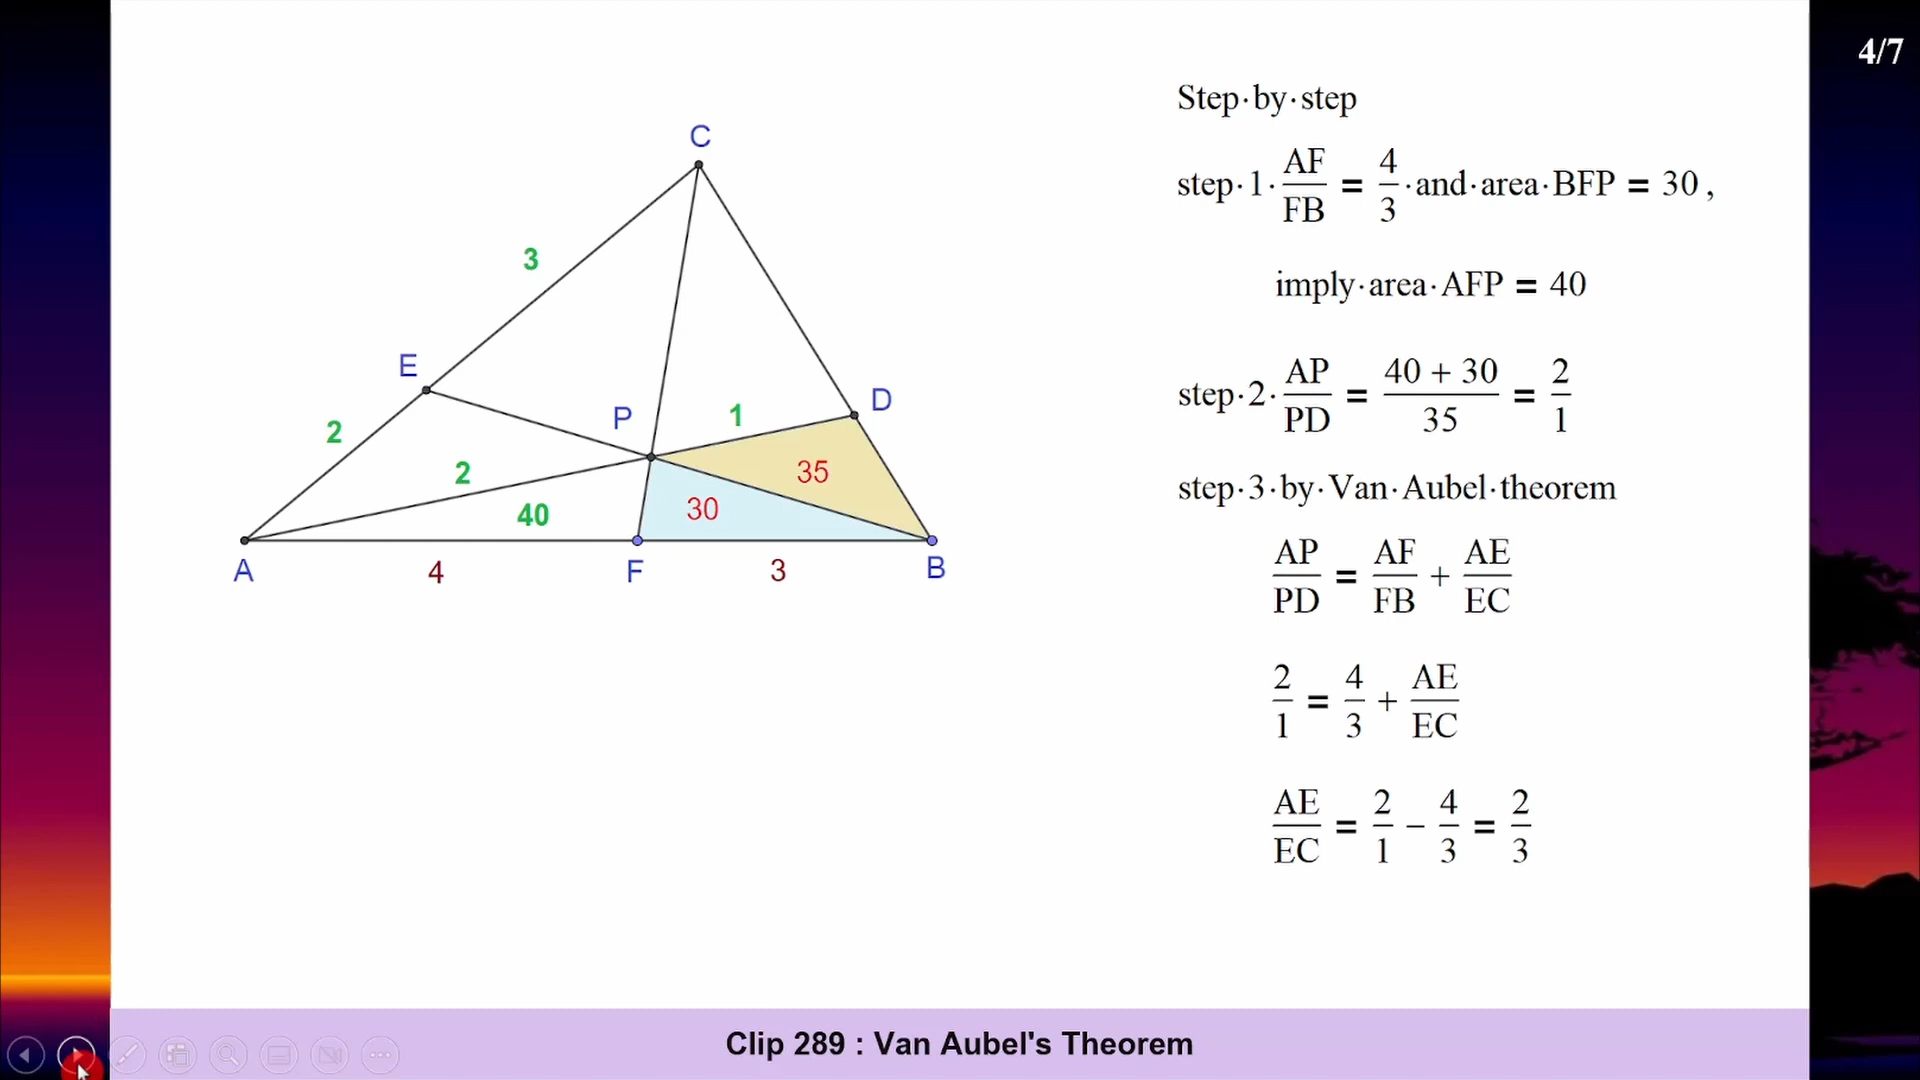 4/7
Step·by·step
step·1· AF/FB = 4/3 ·and·area·BFP = 30 ,
imply·area·AFP = 40
step·2· AP/PD = (40 + 30)/35 = 2/1
step·3·by·Van·Aubel·theorem
AP/PD = AF/FB + AE/EC
2/1 = 4/3 + AE/EC
AE/EC = 2/1 − 4/3 = 2/3
C
3
E
D
P
1
2
2
35
30
40
A
4
F
3
B
Clip 289 : Van Aubel's Theorem